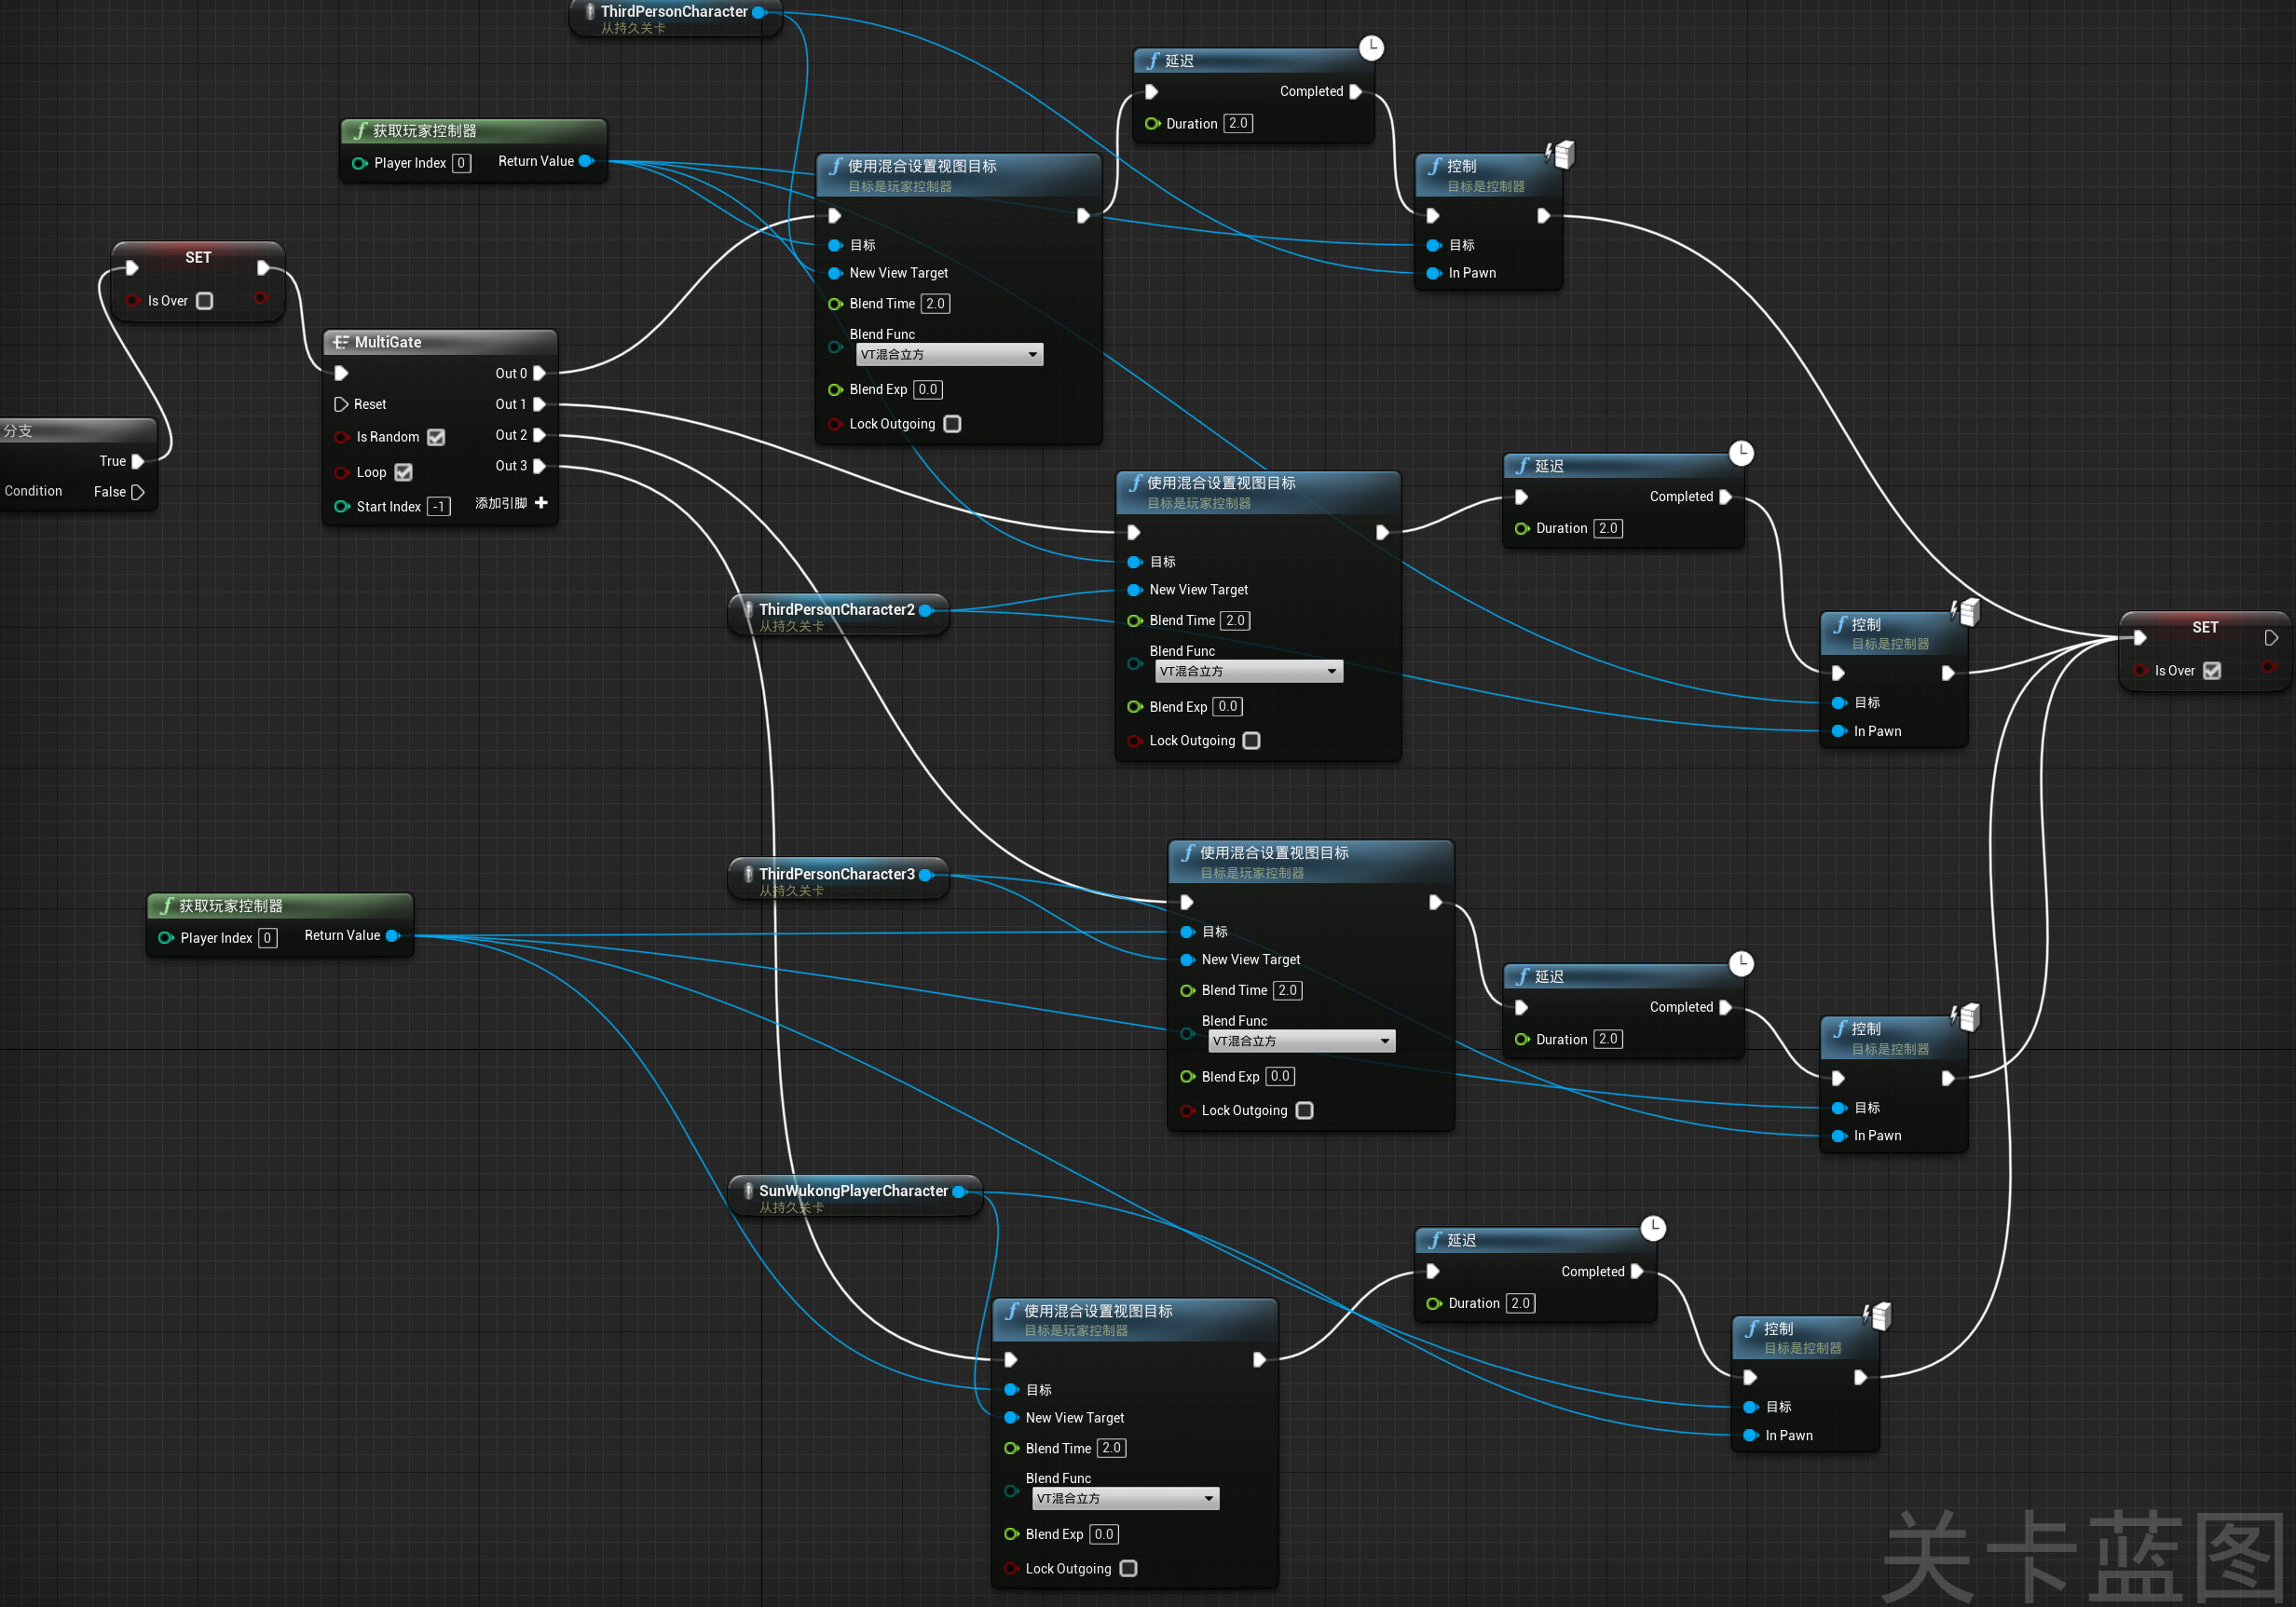 ThirdPersonCharacter
从持久关卡
获取玩家控制器
Player Index 0
Return Value
SET
Is Over
分支
True
Condition
False
MultiGate
Out 0
Reset
Out 1
Is Random
Out 2
Loop
Out 3
Start Index -1
添加引脚
使用混合设置视图目标
目标是玩家控制器
目标
New View Target
Blend Time 2.0
Blend Func
VT混合立方
Blend Exp 0.0
Lock Outgoing
延迟
Completed
Duration 2.0
控制
目标是控制器
目标
In Pawn
ThirdPersonCharacter2
从持久关卡
使用混合设置视图目标
目标是玩家控制器
目标
New View Target
Blend Time 2.0
Blend Func
VT混合立方
Blend Exp 0.0
Lock Outgoing
延迟
Completed
Duration 2.0
控制
目标是控制器
目标
In Pawn
SET
Is Over
获取玩家控制器
Player Index 0
Return Value
ThirdPersonCharacter3
从持久关卡
使用混合设置视图目标
目标是玩家控制器
目标
New View Target
Blend Time 2.0
Blend Func
VT混合立方
Blend Exp 0.0
Lock Outgoing
延迟
Completed
Duration 2.0
控制
目标是控制器
目标
In Pawn
SunWukongPlayerCharacter
从持久关卡
使用混合设置视图目标
目标是玩家控制器
目标
New View Target
Blend Time 2.0
Blend Func
VT混合立方
Blend Exp 0.0
Lock Outgoing
延迟
Completed
Duration 2.0
控制
目标是控制器
目标
In Pawn
关卡蓝图